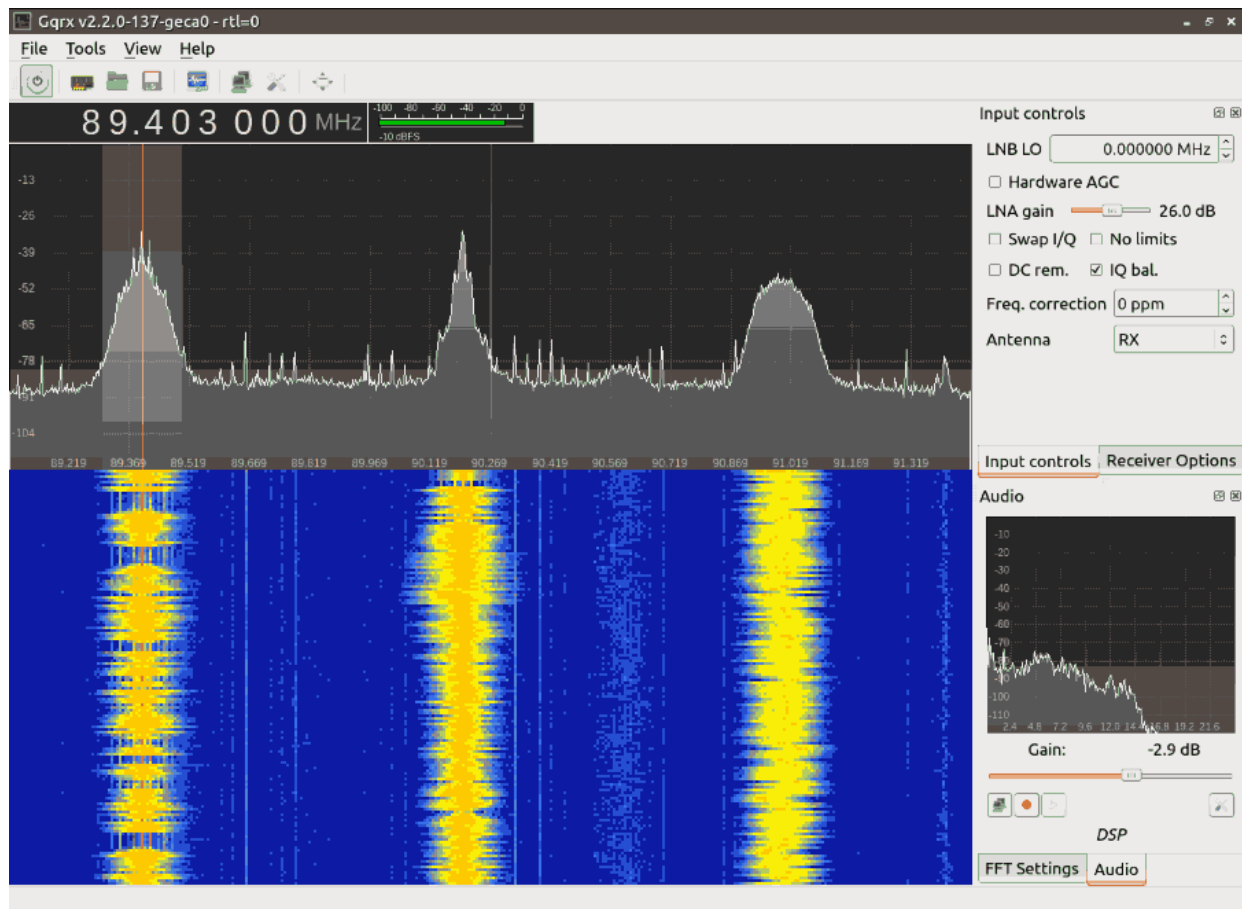 Gqrx v2.2.0-137-geca0 - rtl=0
File Tools View Help
89.403 000 MHz
-100 -80 -60 -40 -20 0
-10 dBFS
-13
-26
-39
-52
-65
-78
-91
-104
89.219 89.369 89.519 89.669 89.819 89.969 90.119 90.269 90.419 90.569 90.719 90.869 91.019 91.169 91.319
Input controls
LNB LO 0.000000 MHz
Hardware AGC
LNA gain 26.0 dB
Swap I/Q No limits
DC rem. IQ bal.
Freq. correction 0 ppm
Antenna RX
Input controls Receiver Options
Audio
-10
-20
-30
-40
-50
-60
-70
-90
-100
-110
2.4 4.8 7.2 9.6 12.0 14.4 16.8 19.2 21.6
Gain: -2.9 dB
DSP
FFT Settings Audio